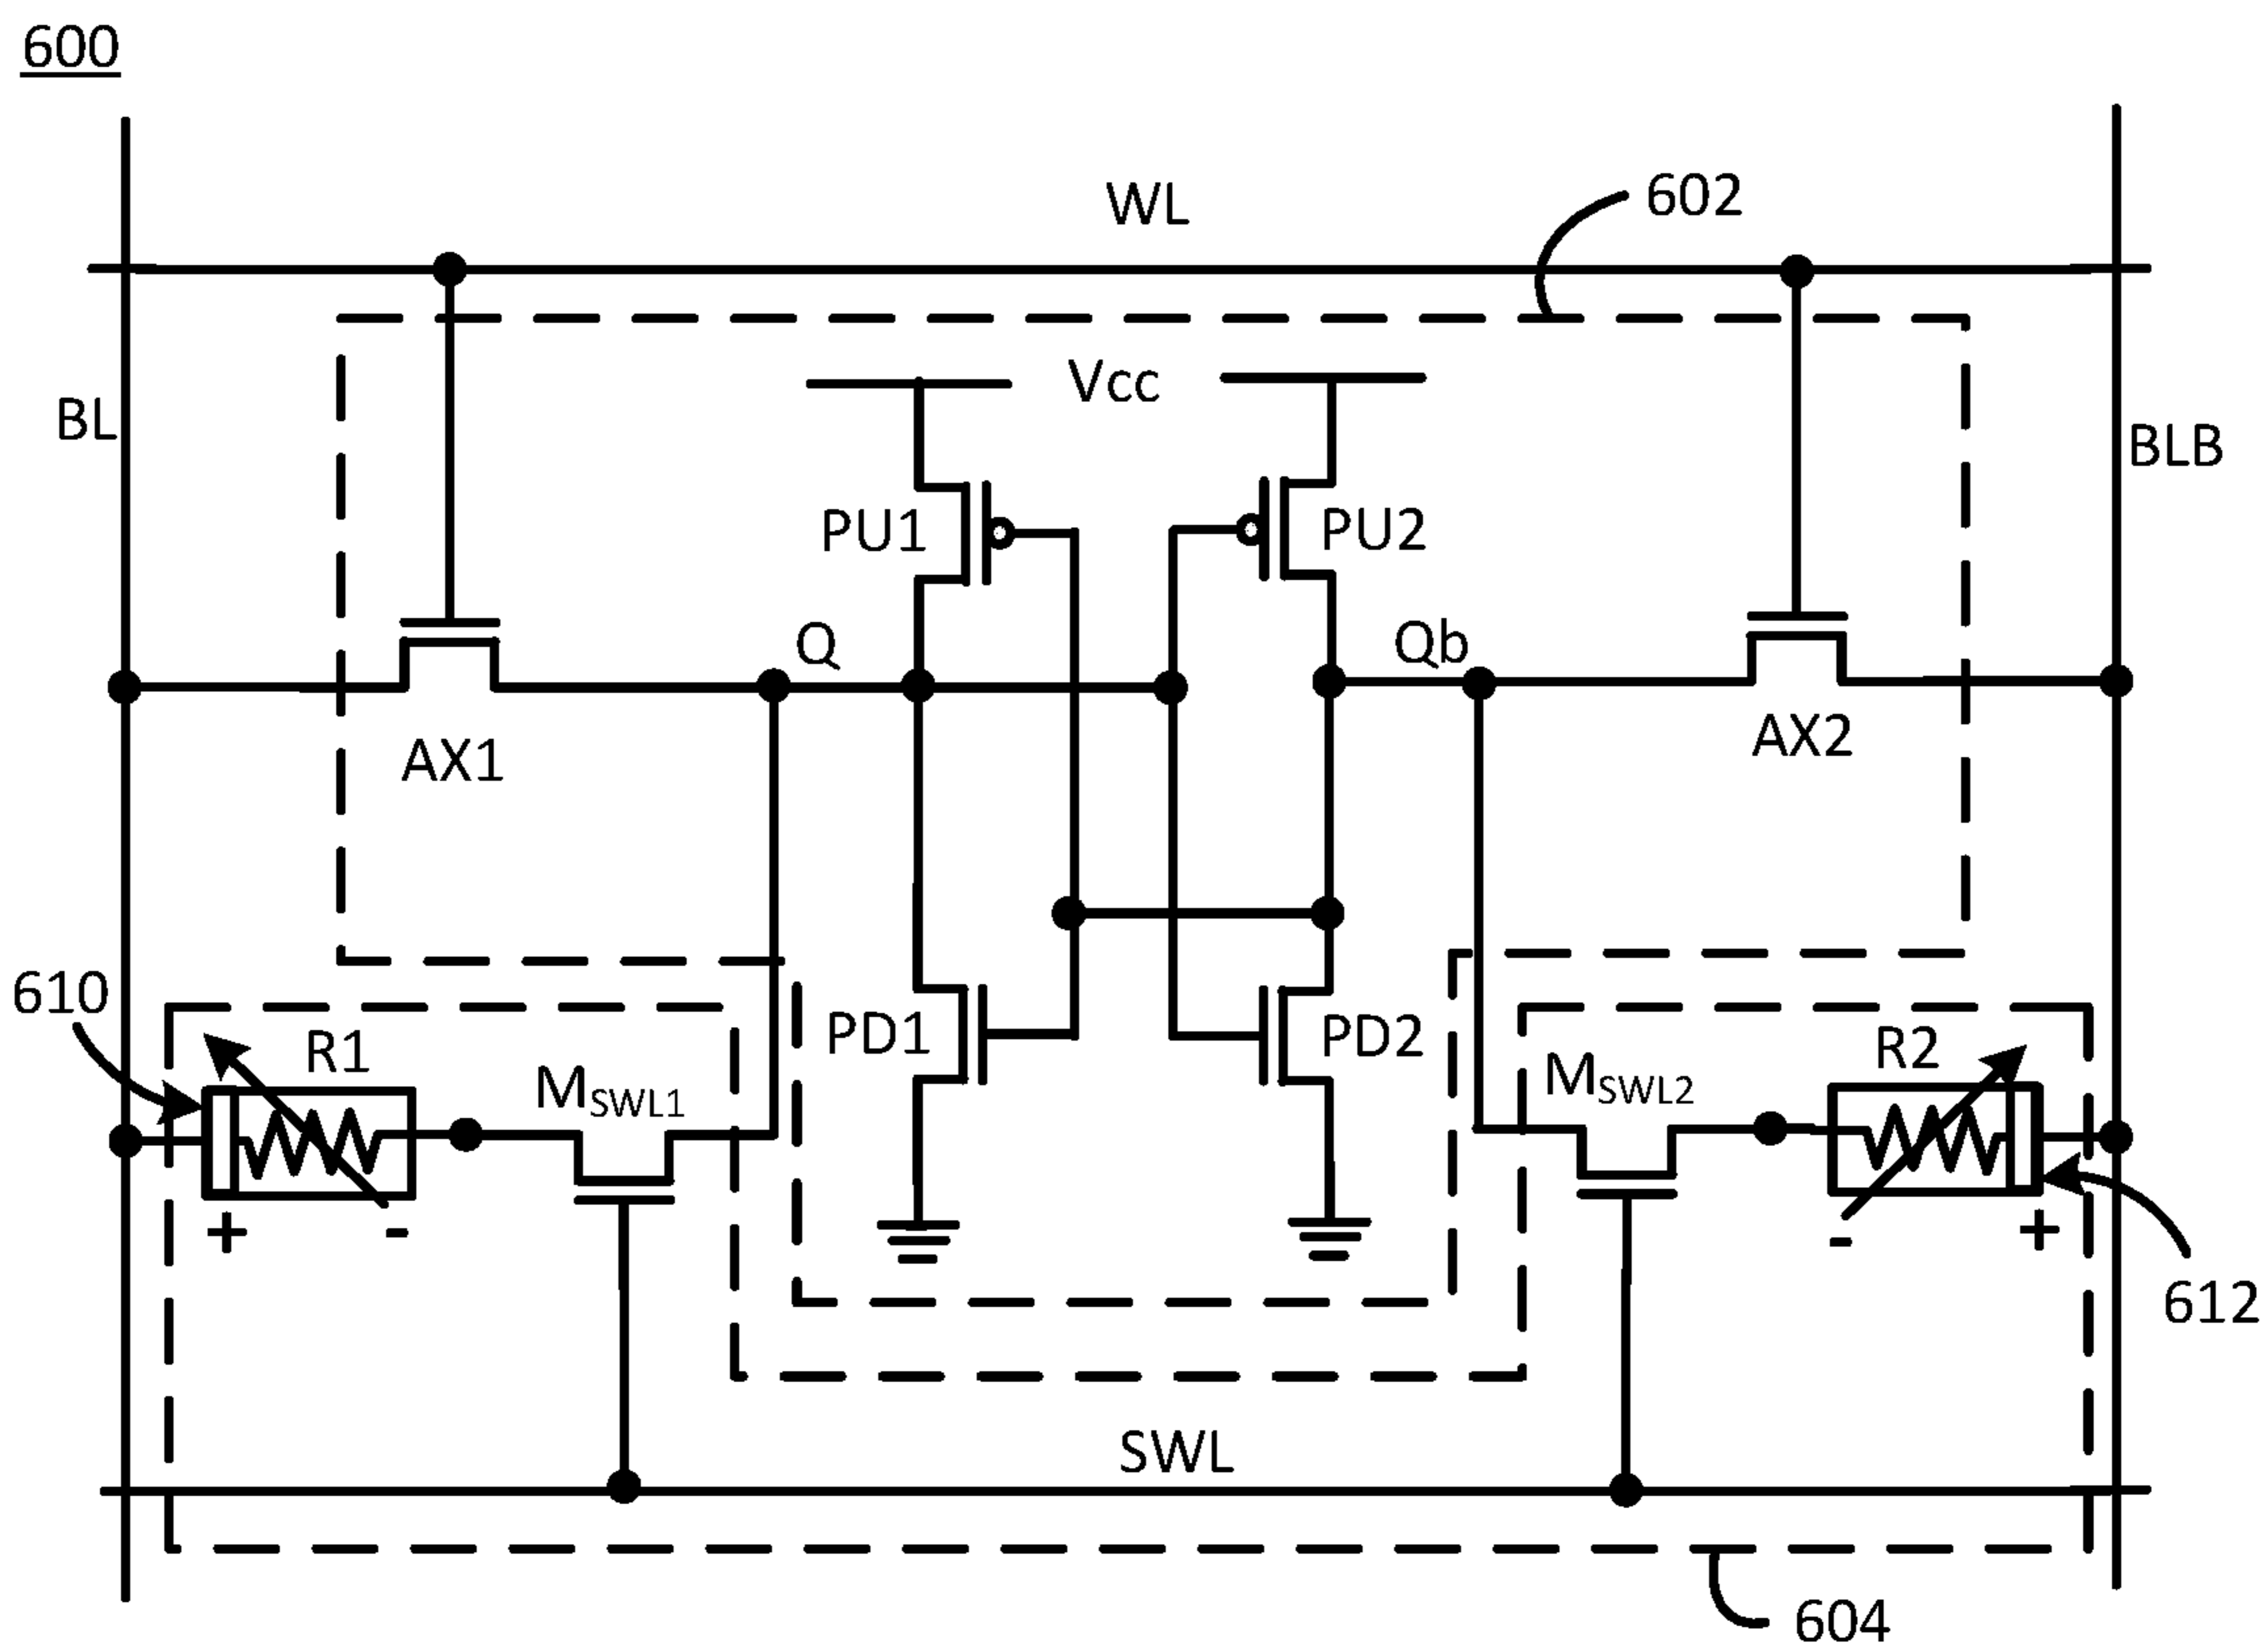 600
WL
602
Vcc
BL
BLB
PU1
PU2
Q
Qb
AX1
AX2
610
PD1
PD2
R1
R2
MSWL1
MSWL2
+
-
-
+
612
SWL
604